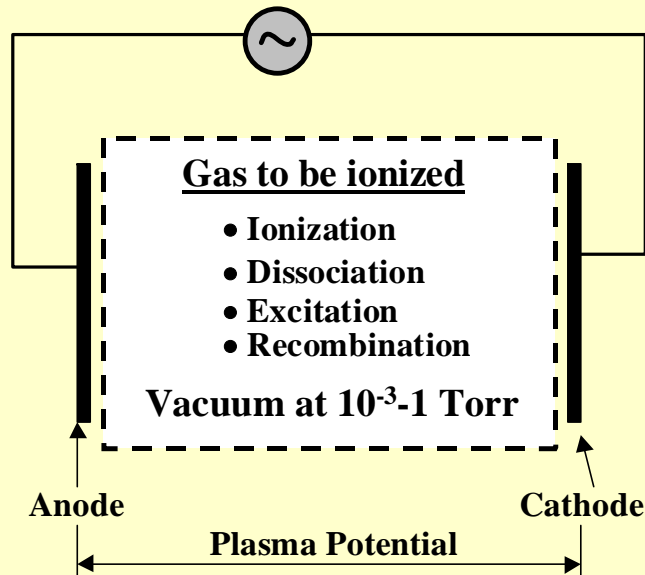 Gas to be ionized
• Ionization
• Dissociation
• Excitation
• Recombination
Vacuum at 10⁻³-1 Torr
Anode
Cathode
Plasma Potential